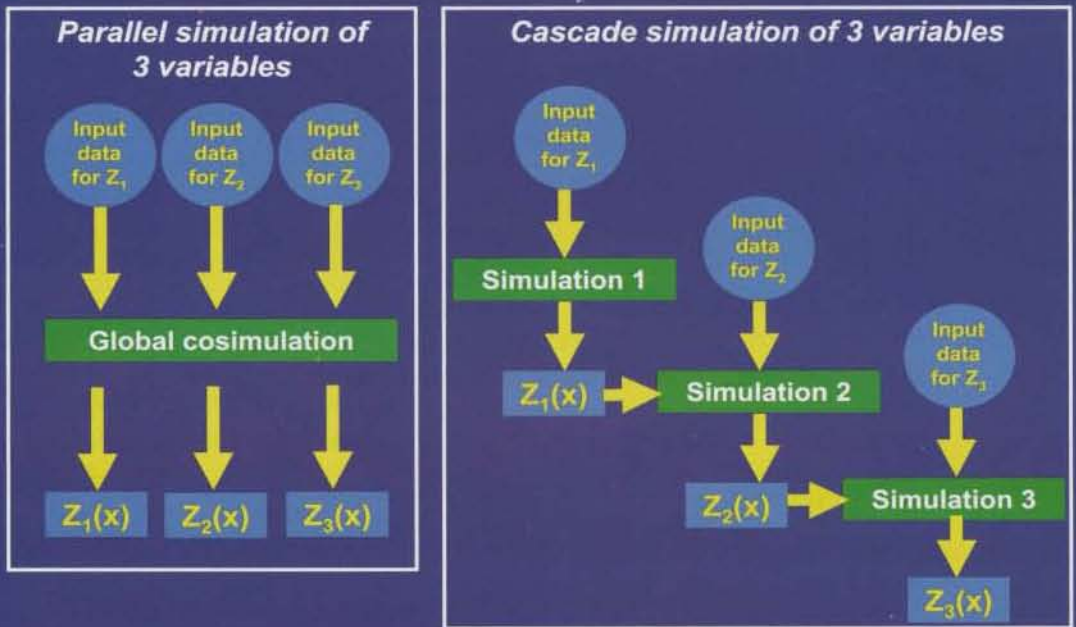 Parallel simulation of
3 variables
Input
data
for Z₁
Input
data
for Z₂
Input
data
for Z₃
Global cosimulation
Z₁(x)
Z₂(x)
Z₃(x)
Cascade simulation of 3 variables
Input
data
for Z₁
Simulation 1
Z₁(x)
Input
data
for Z₂
Simulation 2
Z₂(x)
Input
data
for Z₃
Simulation 3
Z₃(x)